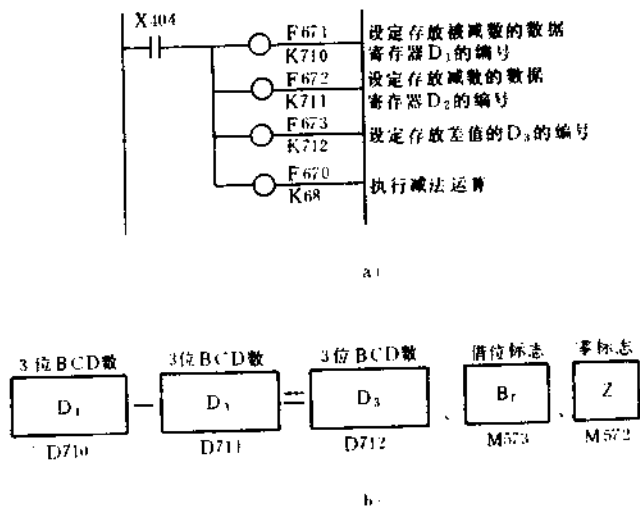 X404
F671
K710
设定存放被减数的数据
寄存器D₁的编号
F672
K711
设定存放减数的数据
寄存器D₂的编号
F673
K712
设定存放差值的D₃的编号
F670
K68
执行减法运算
a)
3位BCD数 3位BCD数 3位BCD数 借位标志 零标志
D₁ — D₃ = D₃ 、 Bᵣ 、 Z
D710 D711 D712 M573 M572
b